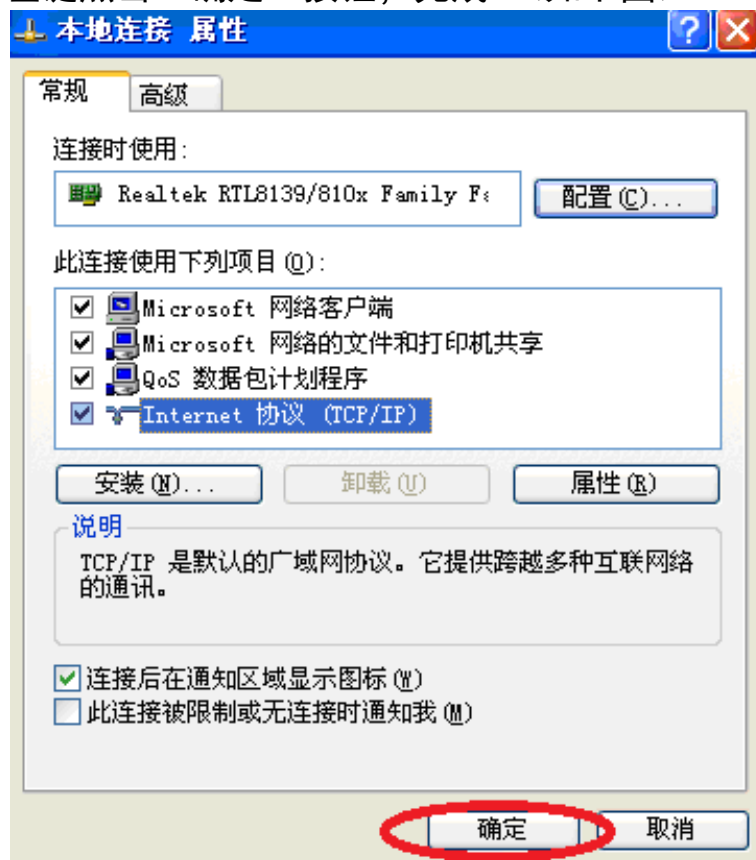 本地连接 属性
常规 高级
连接时使用:
Realtek RTL8139/810x Family
配置(C)...
此连接使用下列项目(O):
Microsoft 网络客户端
Microsoft 网络的文件和打印机共享
QoS 数据包计划程序
Internet 协议 (TCP/IP)
安装(N)... 卸载(U) 属性(R)
说明
TCP/IP 是默认的广域网协议。它提供跨越多种互联网络
的通讯。
连接后在通知区域显示图标(W)
此连接被限制或无连接时通知我(M)
确定 取消